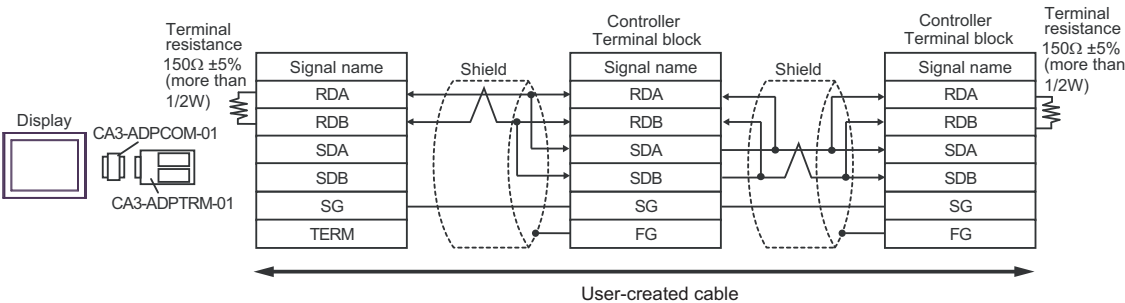 Terminal
resistance
150Ω ±5%
(more than
1/2W)
Display
CA3-ADPCOM-01
CA3-ADPTRM-01
Signal name
RDA
RDB
SDA
SDB
SG
TERM
Shield
Controller
Terminal block
Signal name
RDA
RDB
SDA
SDB
SG
FG
Shield
Controller
Terminal block
Signal name
RDA
RDB
SDA
SDB
SG
FG
Terminal
resistance
150Ω ±5%
(more than
1/2W)
User-created cable